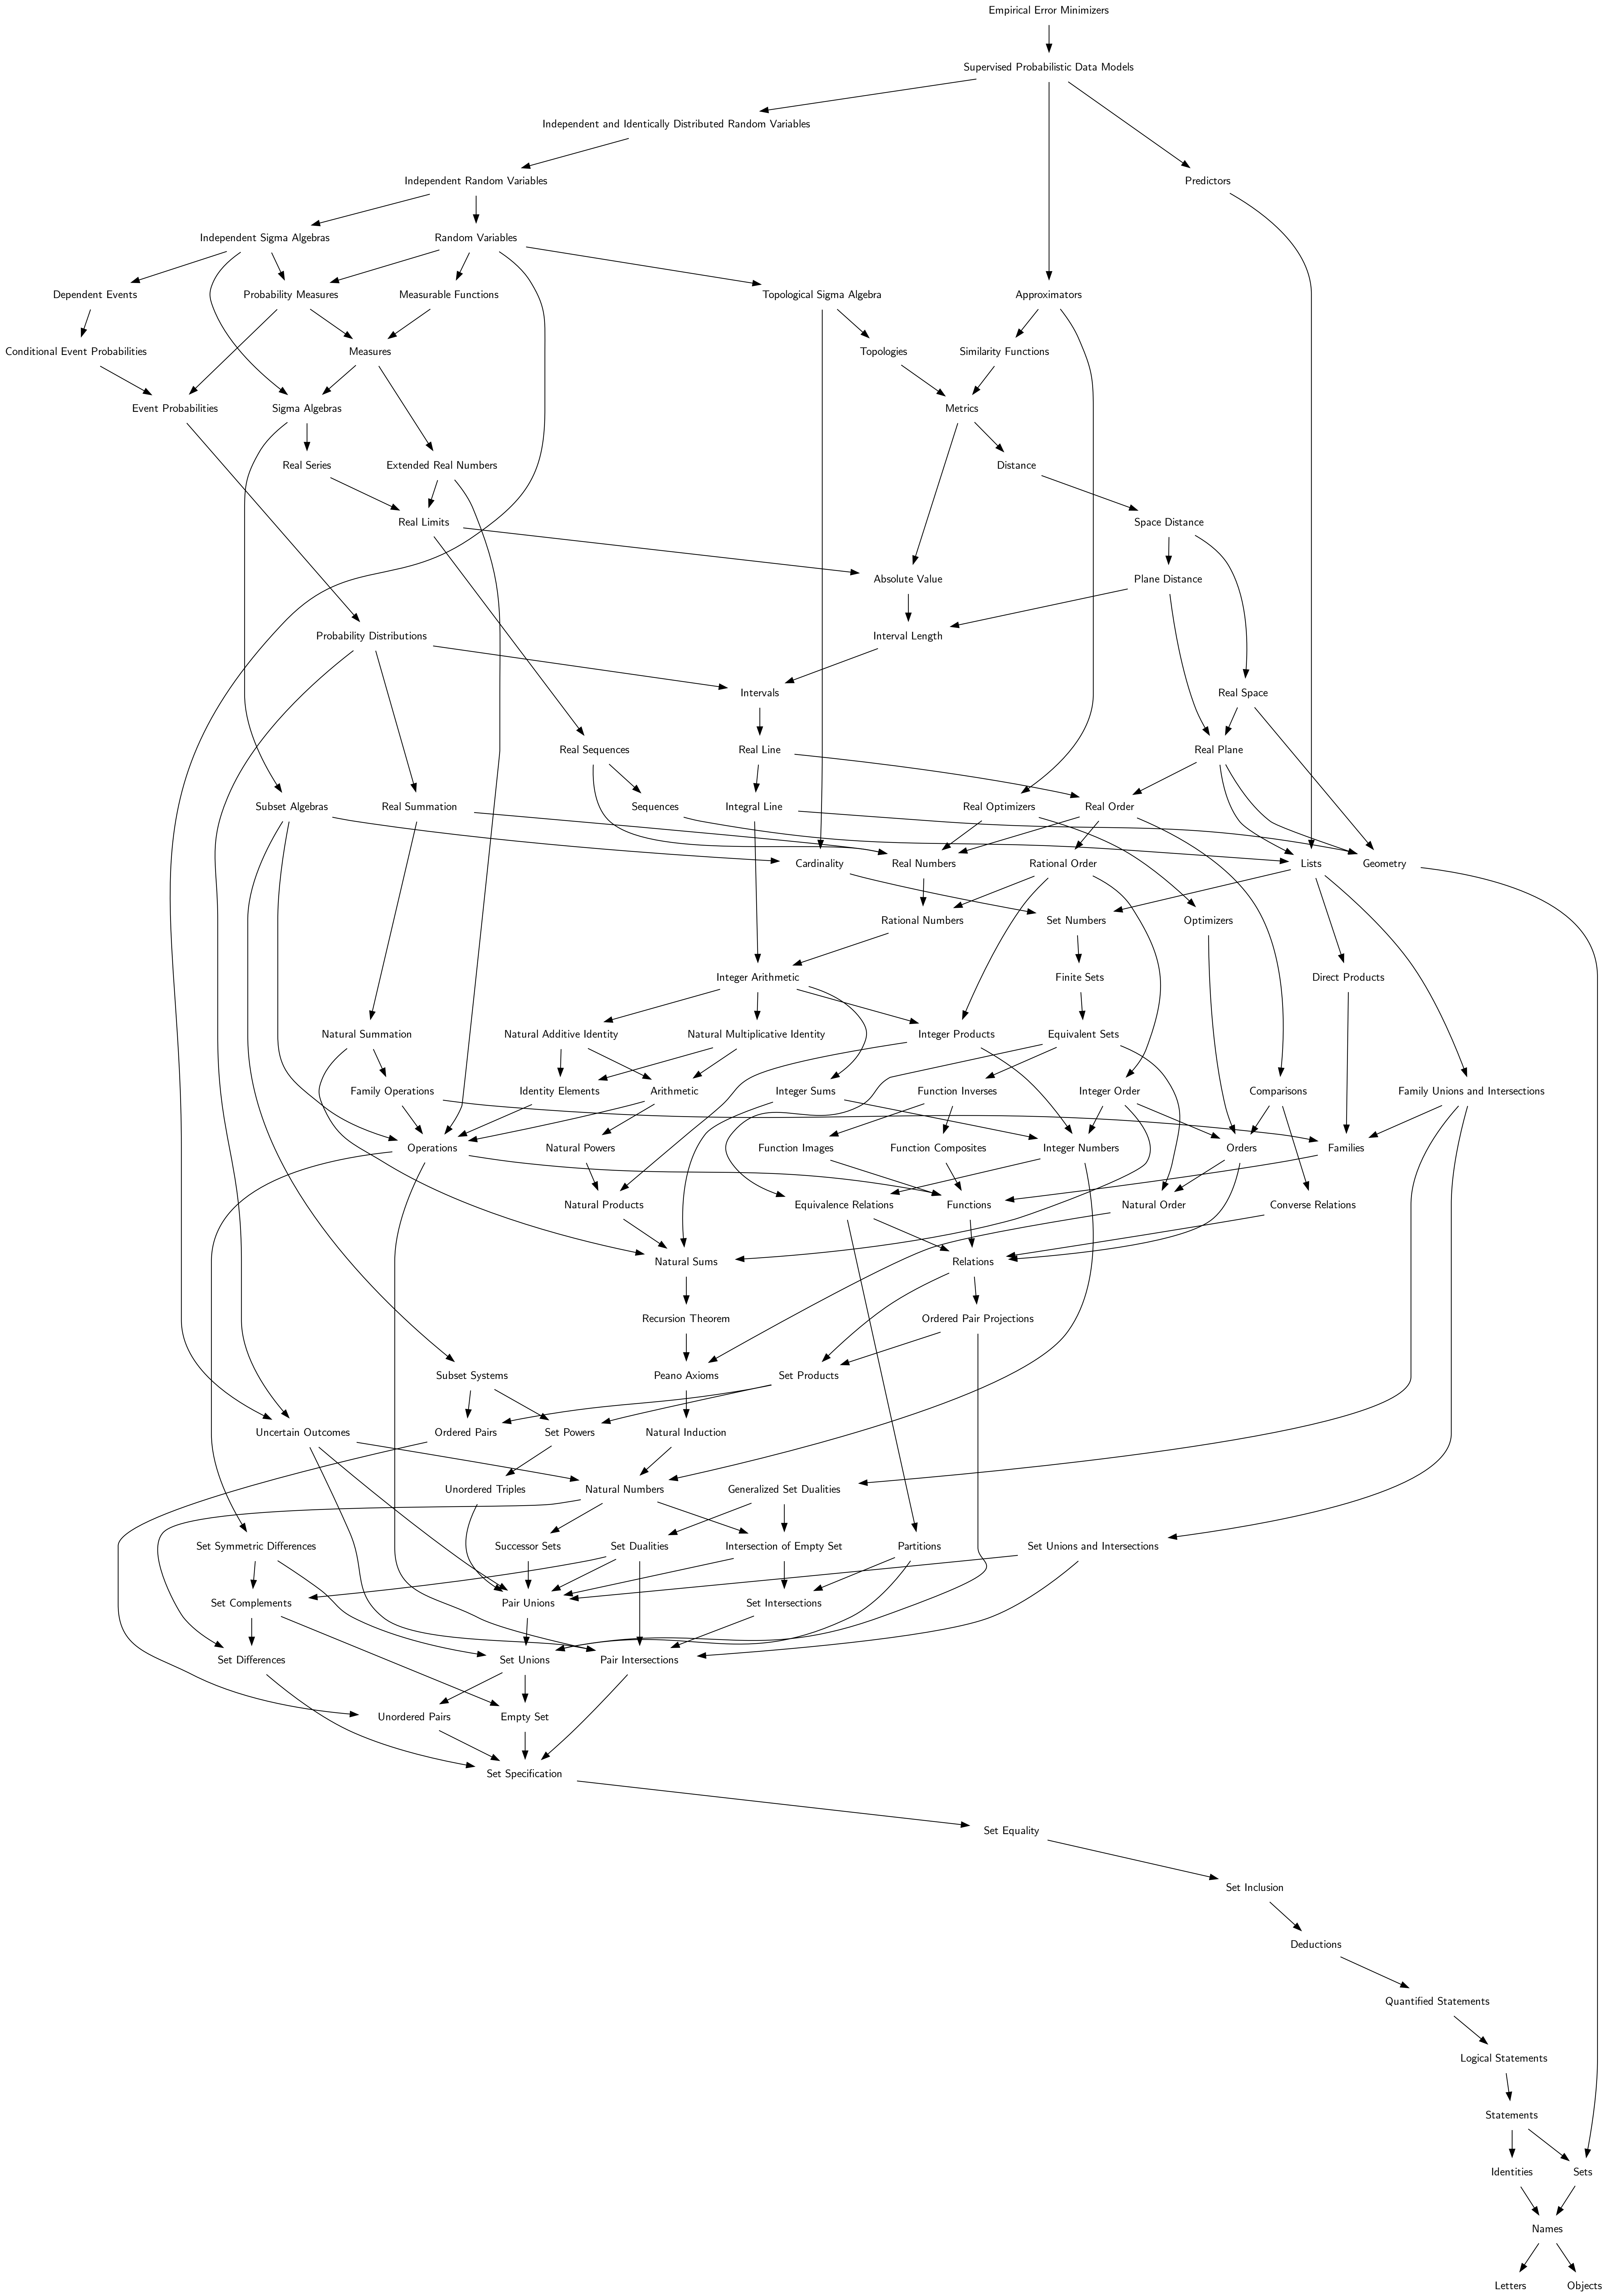 Empirical Error Minimizers
Supervised Probabilistic Data Models
Independent and Identically Distributed Random Variables
Independent Random Variables
Predictors
Independent Sigma Algebras
Random Variables
Dependent Events
Probability Measures
Measurable Functions
Topological Sigma Algebra
Approximators
Conditional Event Probabilities
Measures
Topologies
Similarity Functions
Event Probabilities
Sigma Algebras
Metrics
Real Series
Extended Real Numbers
Distance
Real Limits
Space Distance
Absolute Value
Plane Distance
Probability Distributions
Interval Length
Intervals
Real Space
Real Sequences
Real Line
Real Plane
Subset Algebras
Real Summation
Sequences
Integral Line
Real Optimizers
Real Order
Cardinality
Real Numbers
Rational Order
Lists
Geometry
Rational Numbers
Set Numbers
Optimizers
Integer Arithmetic
Finite Sets
Direct Products
Natural Summation
Natural Additive Identity
Natural Multiplicative Identity
Integer Products
Equivalent Sets
Family Operations
Identity Elements
Arithmetic
Integer Sums
Function Inverses
Integer Order
Comparisons
Family Unions and Intersections
Operations
Natural Powers
Function Images
Function Composites
Integer Numbers
Orders
Families
Natural Products
Equivalence Relations
Functions
Natural Order
Converse Relations
Natural Sums
Relations
Recursion Theorem
Ordered Pair Projections
Subset Systems
Peano Axioms
Set Products
Uncertain Outcomes
Ordered Pairs
Set Powers
Natural Induction
Unordered Triples
Natural Numbers
Generalized Set Dualities
Set Symmetric Differences
Successor Sets
Set Dualities
Intersection of Empty Set
Partitions
Set Unions and Intersections
Set Complements
Pair Unions
Set Intersections
Set Differences
Set Unions
Pair Intersections
Unordered Pairs
Empty Set
Set Specification
Set Equality
Set Inclusion
Deductions
Quantified Statements
Logical Statements
Statements
Identities
Sets
Names
Letters
Objects